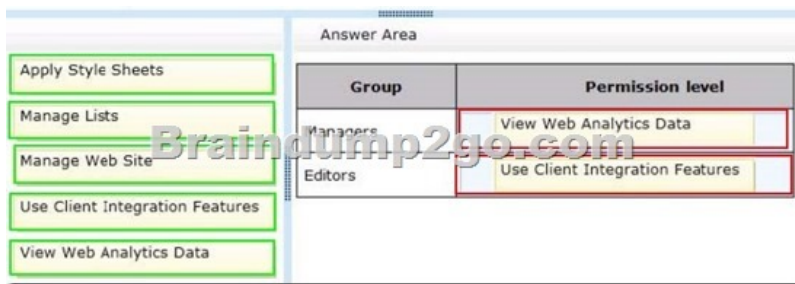 Answer Area
Apply Style Sheets
Manage Lists
Manage Web Site
Use Client Integration Features
View Web Analytics Data
Group Permission level
Managers View Web Analytics Data
Editors Use Client Integration Features
Braindump2go.com